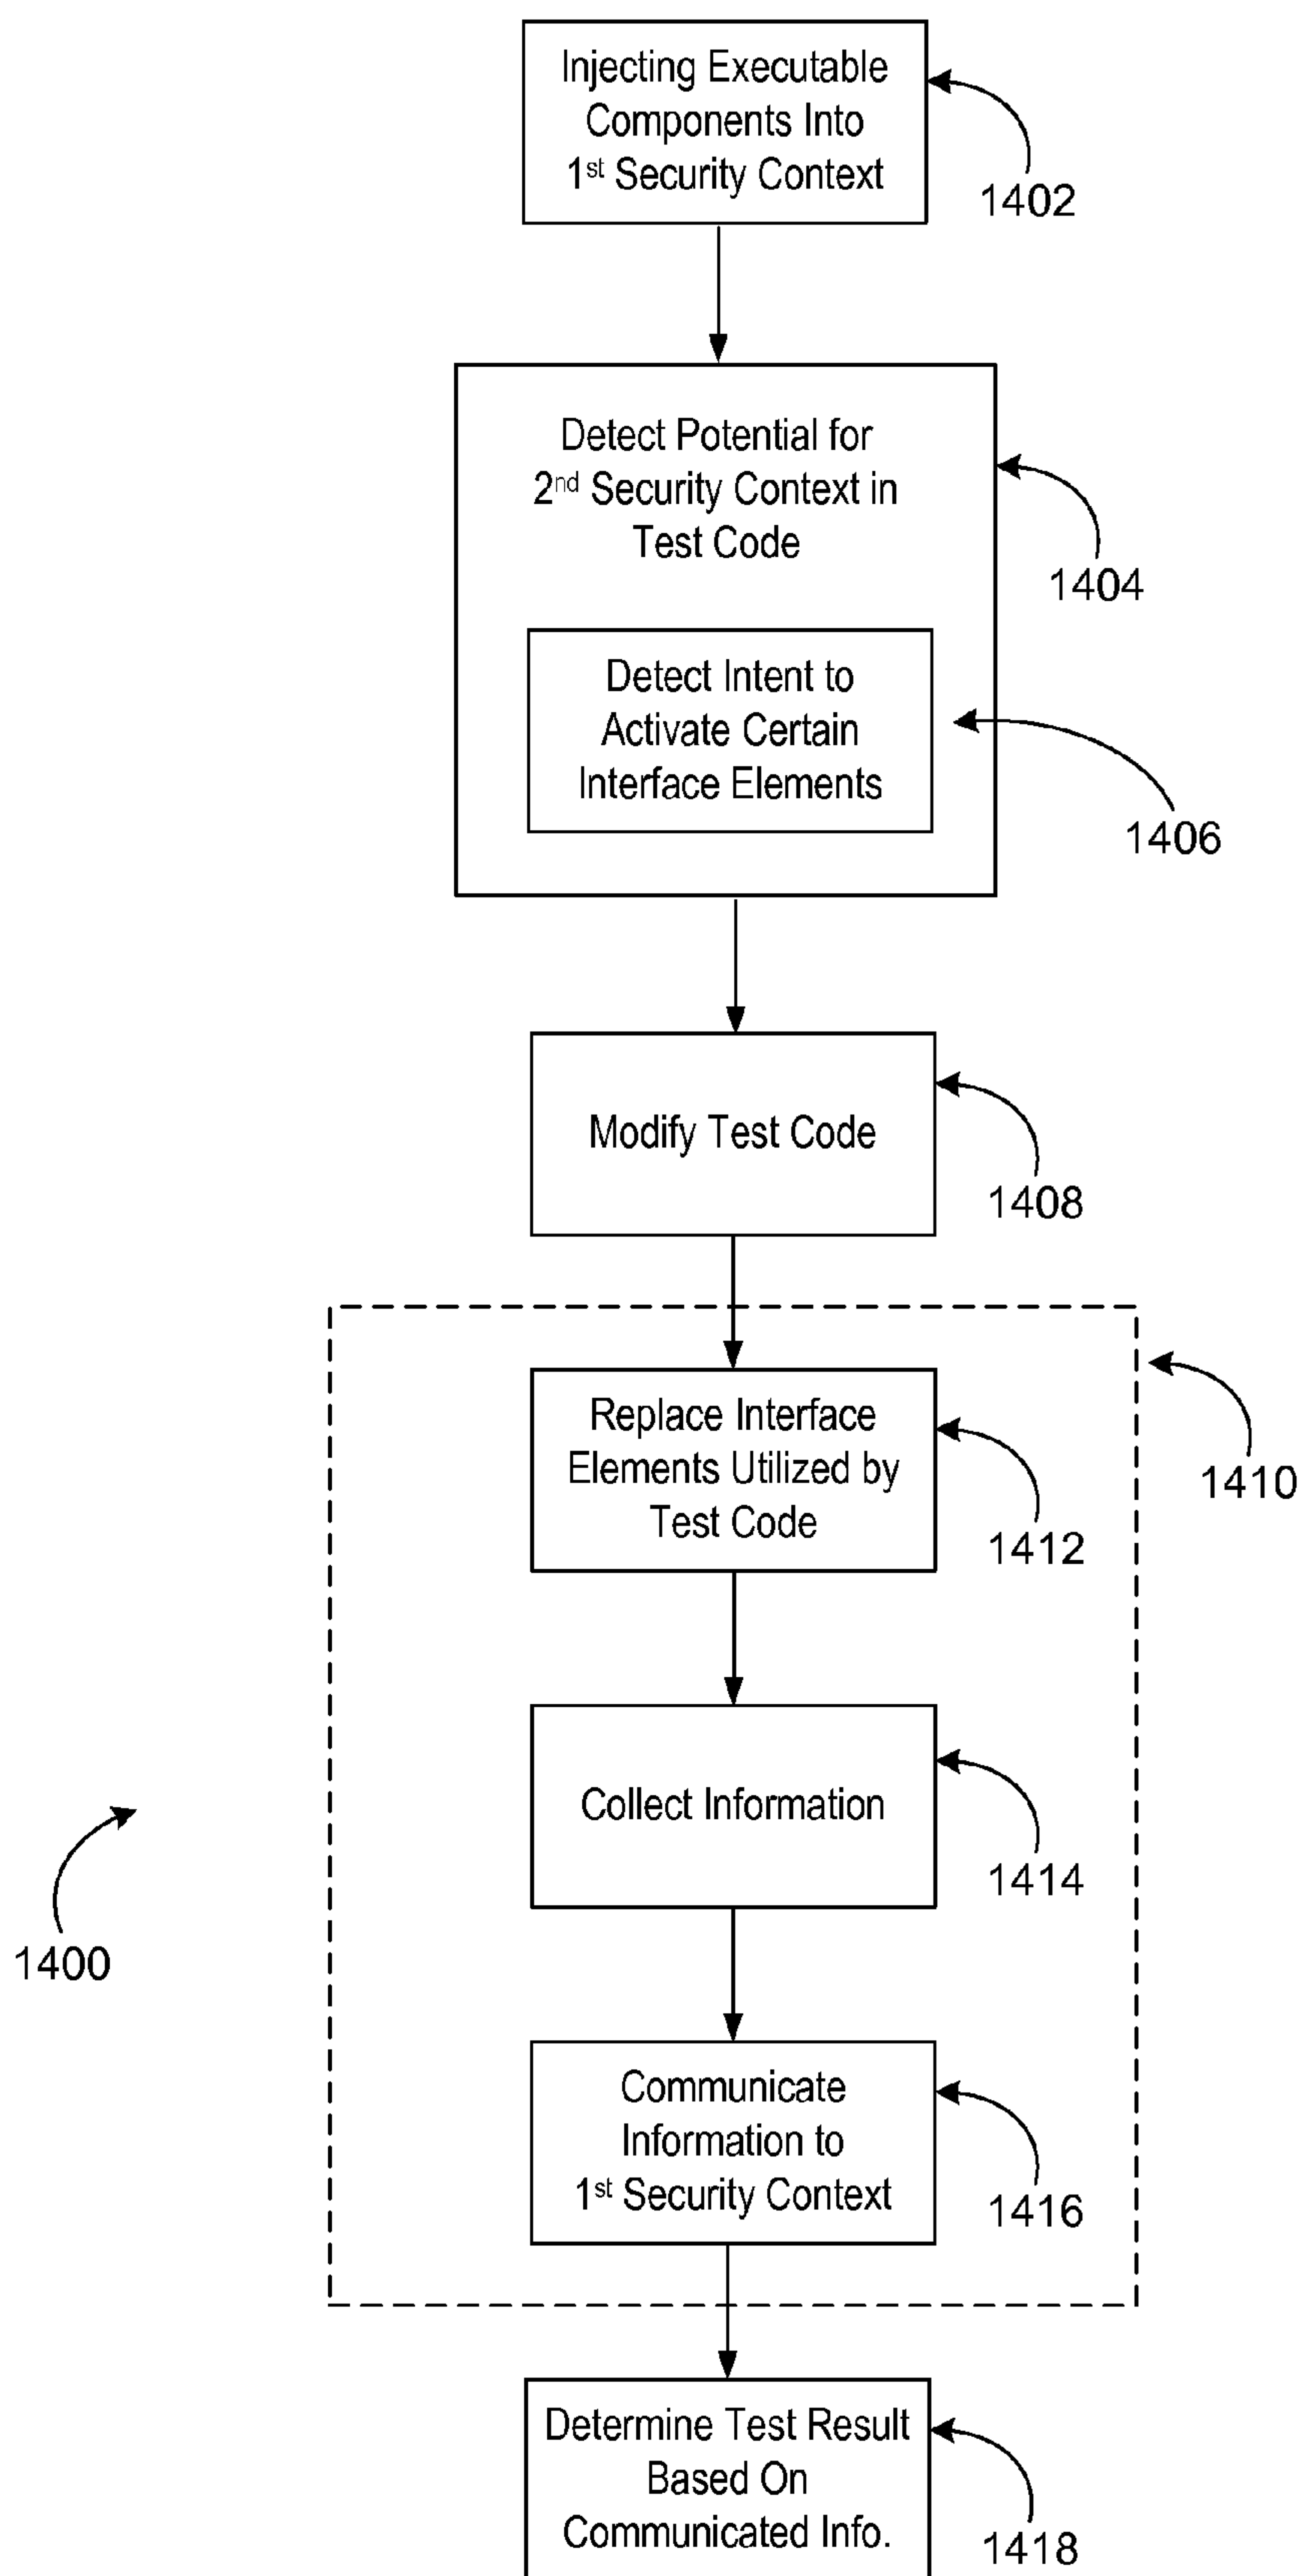 Injecting Executable
Components Into
1st Security Context
1402
Detect Potential for
2nd Security Context in
Test Code
1404
Detect Intent to
Activate Certain
Interface Elements
1406
Modify Test Code
1408
1410
Replace Interface
Elements Utilized by
Test Code
1412
Collect Information
1414
1400
Communicate
Information to
1st Security Context
1416
Determine Test Result
Based On
Communicated Info.
1418